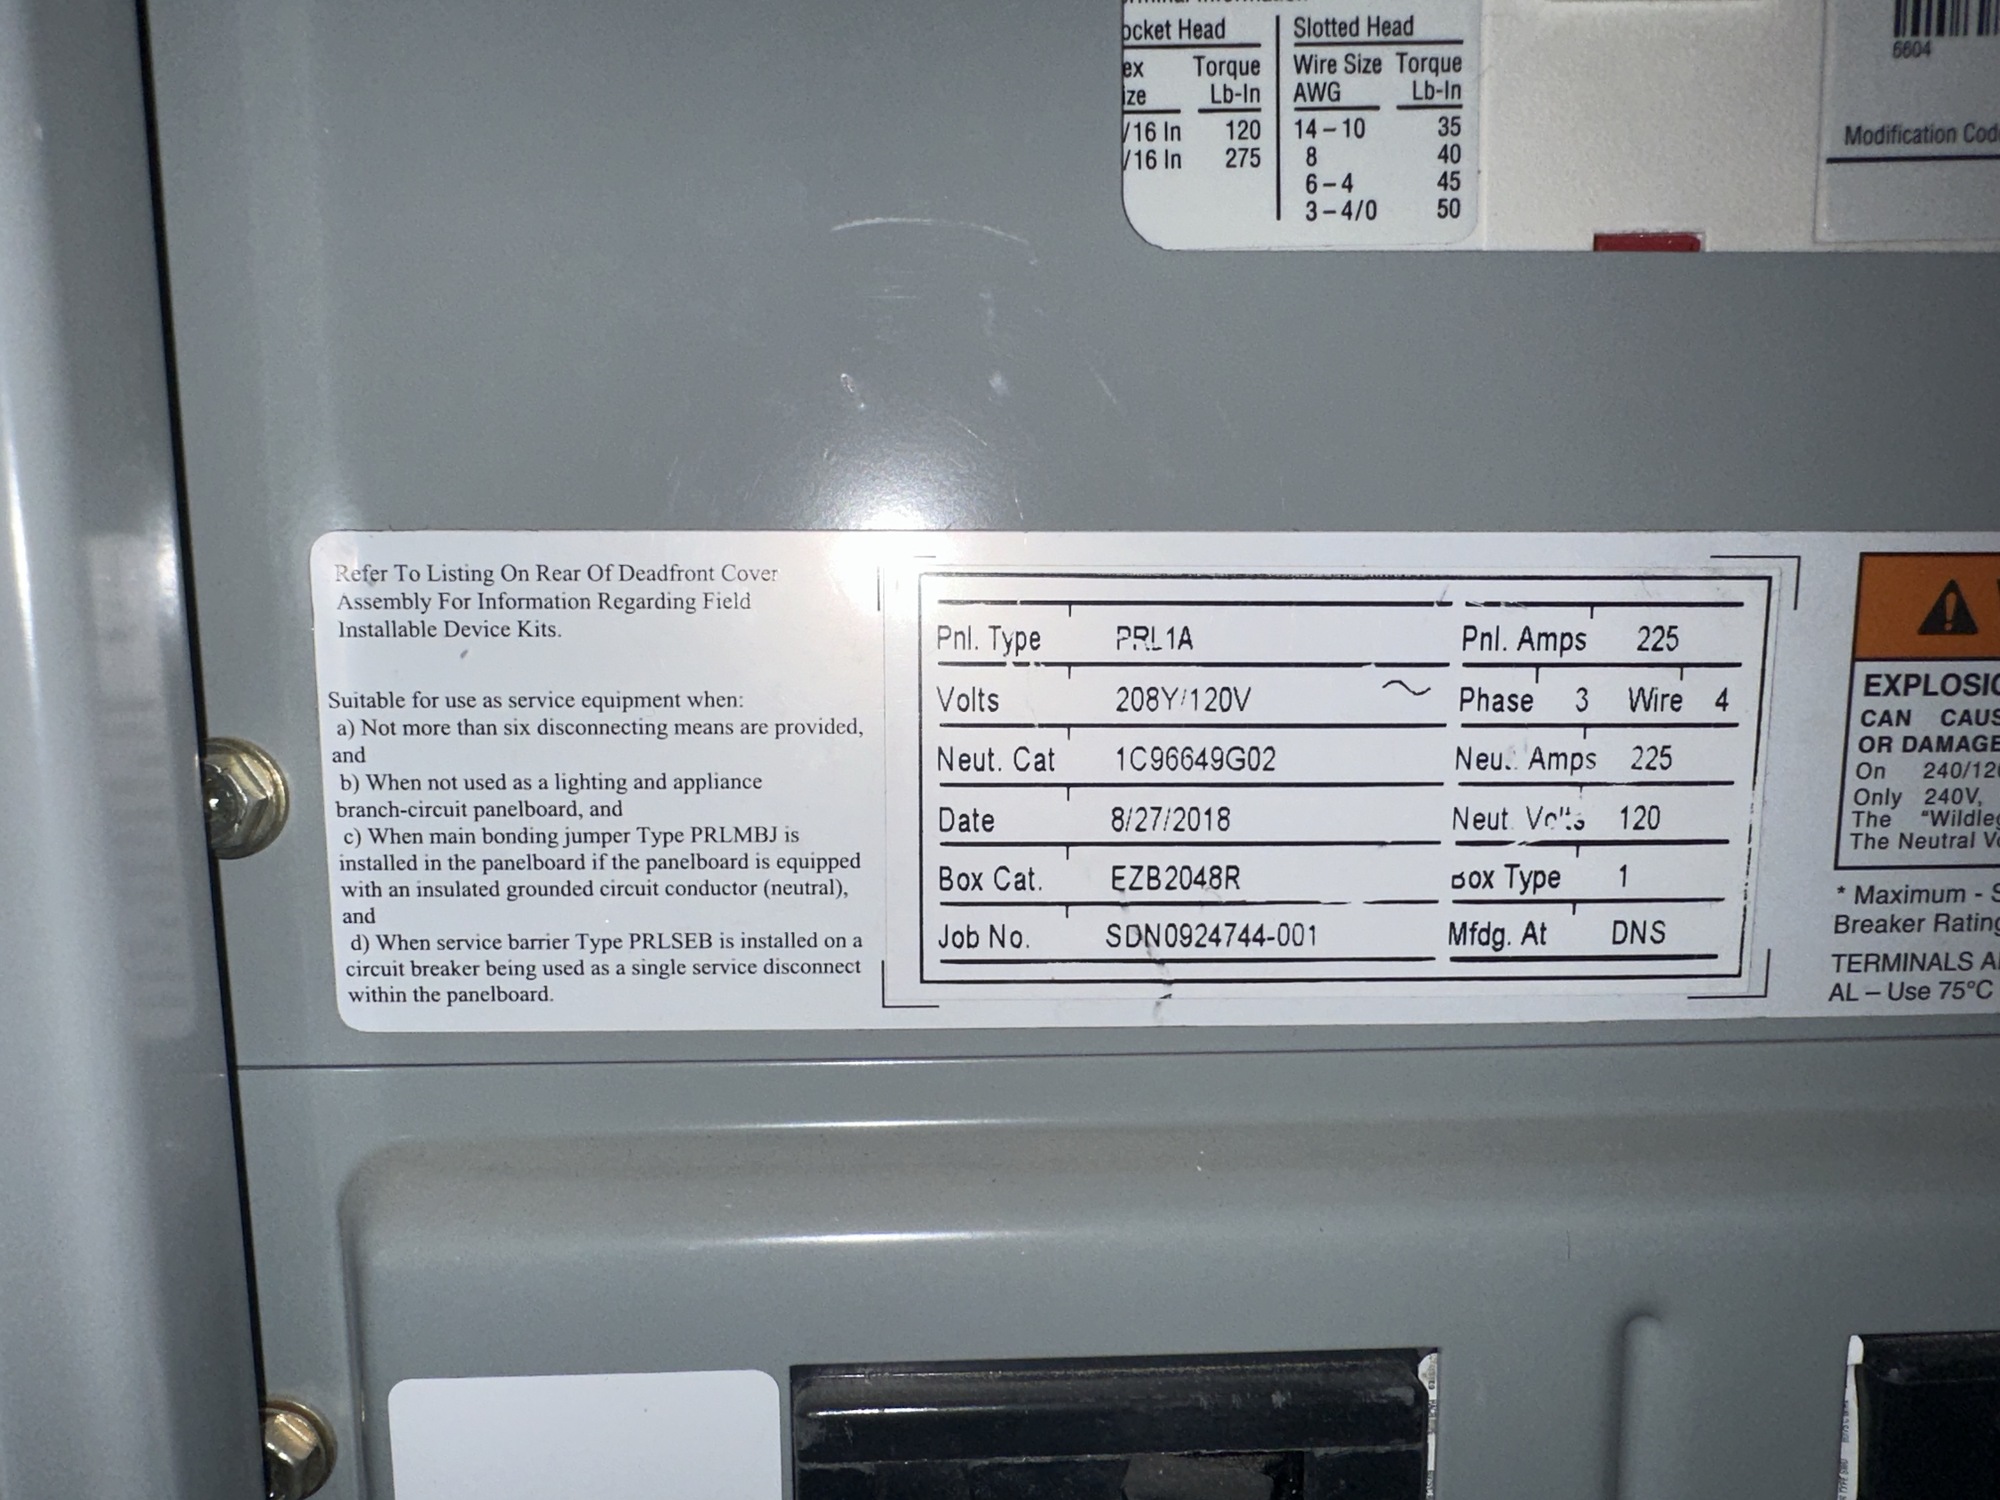 ocket Head Slotted Head
ex Torque Wire Size Torque
ize Lb-In AWG Lb-In
/16 In 120 14 – 10 35
/16 In 275 8 40
6 – 4 45
3 – 4/0 50
6604
Modification Cod
Refer To Listing On Rear Of Deadfront Cover
Assembly For Information Regarding Field
Installable Device Kits.
Suitable for use as service equipment when:
a) Not more than six disconnecting means are provided,
and
b) When not used as a lighting and appliance
branch-circuit panelboard, and
c) When main bonding jumper Type PRLMBJ is
installed in the panelboard if the panelboard is equipped
with an insulated grounded circuit conductor (neutral),
and
d) When service barrier Type PRLSEB is installed on a
circuit breaker being used as a single service disconnect
within the panelboard.
Pnl. Type PRL1A Pnl. Amps 225
Volts 208Y/120V ~ Phase 3 Wire 4
Neut. Cat 1C96649G02 Neut. Amps 225
Date 8/27/2018 Neut Volts 120
Box Cat. EZB2048R Box Type 1
Job No. SDN0924744-001 Mfdg. At DNS
EXPLOSIO
CAN CAUS
OR DAMAGE
On 240/120
Only 240V,
The "Wildleg
The Neutral Vo
* Maximum - S
Breaker Rating
TERMINALS A
AL – Use 75°C